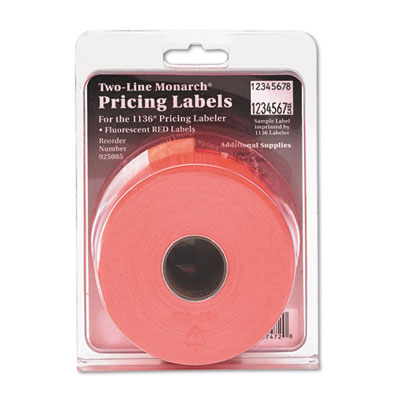 Two-Line Monarch®
Pricing Labels
For the 1136® Pricing Labeler
• Fluorescent RED Labels
Reorder
Number
925085
12345678
1234567
Sample Label
imprinted by
1136 Labeler
Additional Supplies